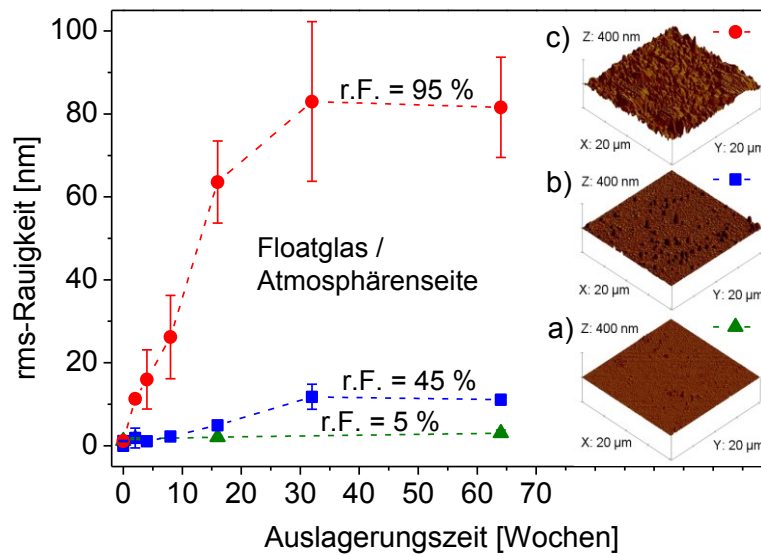 100
80
60
40
20
0
rms-Rauigkeit [nm]
0
10
20
30
40
50
60
70
Auslagerungszeit [Wochen]
r.F. = 95 %
Floatglas /
Atmosphärenseite
r.F. = 45 %
r.F. = 5 %
c)
Z: 400 nm
X: 20 µm
Y: 20 µm
b)
Z: 400 nm
X: 20 µm
Y: 20 µm
a)
Z: 400 nm
X: 20 µm
Y: 20 µm